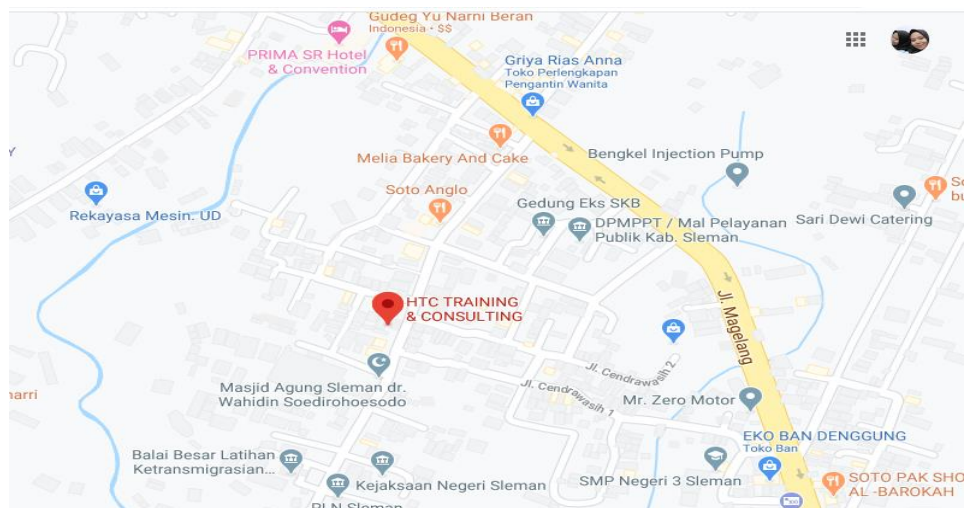 Gudeg Yu Narni Beran
Indonesia • $$
PRIMA SR Hotel
& Convention
Griya Rias Anna
Toko Perlengkapan
Pengantin Wanita
Melia Bakery And Cake
Bengkel Injection Pump
Soto Anglo
Rekayasa Mesin. UD
Gedung Eks SKB
DPMPPT / Mal Pelayanan
Publik Kab. Sleman
Sari Dewi Catering
HTC TRAINING
& CONSULTING
Jl. Magelang
Jl. Cendrawasih 2
Jl. Cendrawasih 1
Masjid Agung Sleman dr.
Wahidin Soedirohoesodo
Mr. Zero Motor
EKO BAN DENGGUNG
Toko Ban
Balai Besar Latihan
Ketransmigrasian...
Kejaksaan Negeri Sleman
SMP Negeri 3 Sleman
SOTO PAK SHO
AL -BAROKAH
PLN Sleman